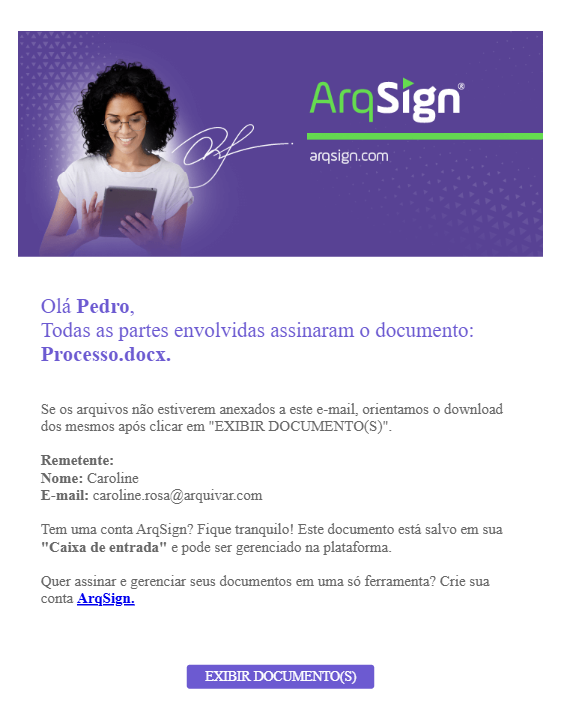 ArqSign®
arqsign.com
Olá Pedro,
Todas as partes envolvidas assinaram o documento:
Processo.docx.
Se os arquivos não estiverem anexados a este e-mail, orientamos o download
dos mesmos após clicar em "EXIBIR DOCUMENTO(S)".
Remetente:
Nome: Caroline
E-mail: caroline.rosa@arquivar.com
Tem uma conta ArqSign? Fique tranquilo! Este documento está salvo em sua
"Caixa de entrada" e pode ser gerenciado na plataforma.
Quer assinar e gerenciar seus documentos em uma só ferramenta? Crie sua
conta ArqSign.
EXIBIR DOCUMENTO(S)